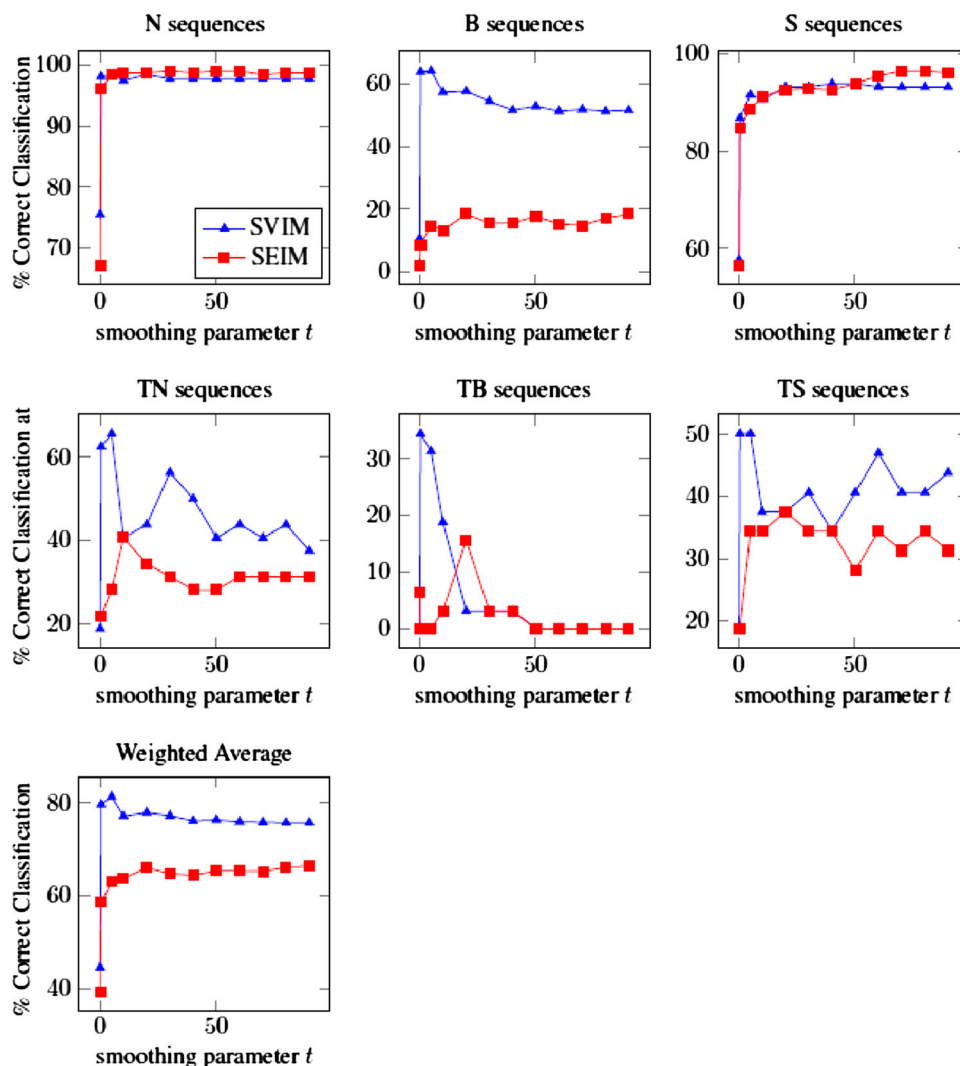 N sequences
B sequences
S sequences
% Correct Classification
100
90
80
70
SVIM
SEIM
0
50
smoothing parameter t
60
40
20
0
0
50
smoothing parameter t
100
80
60
0
50
smoothing parameter t
TN sequences
TB sequences
TS sequences
% Correct Classification at
60
40
20
0
50
smoothing parameter t
30
20
10
0
0
50
smoothing parameter t
50
40
30
20
0
50
smoothing parameter t
Weighted Average
% Correct Classification
80
60
40
0
50
smoothing parameter t